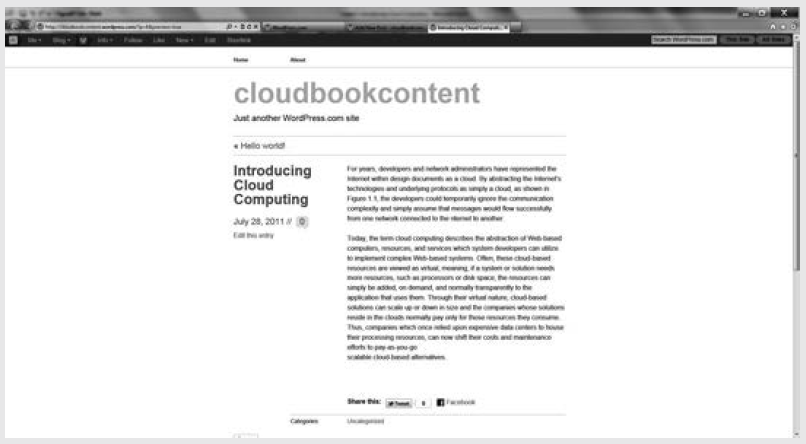 Search WordPress.com
Home About
cloudbookcontent
Just another WordPress.com site
« Hello world!
Introducing
Cloud
Computing
July 28, 2011 // 0
Edit this entry
For years, developers and network administrators have represented the
Internet within design documents as a cloud. By abstracting the Internet's
technologies and underlying protocols as simply a cloud, as shown in
Figure 1.1, the developers could temporarily ignore the communication
complexity and simply assume that messages would flow successfully
from one network connected to the nternet to another.
Today, the term cloud computing describes the abstraction of Web-based
computers, resources, and services which system developers can utilize
to implement complex Web-based systems. Often, these cloud-based
resources are viewed as virtual, meaning, if a system or solution needs
more resources, such as processors or disk space, the resources can
simply be added, on demand, and normally transparently to the
application that uses them. Through their virtual nature, cloud-based
solutions can scale up or down in size and the companies whose solutions
reside in the clouds normally pay only for those resources they consume.
Thus, companies which once relied upon expensive data centers to house
their processing resources, can now shift their costs and maintenance
efforts to pay-as-you-go
scalable cloud-based alternatives.
Share this: Tweet 0 Facebook
Categories Uncategorized